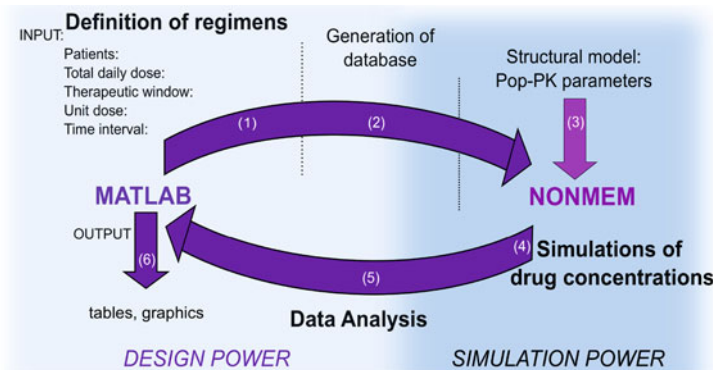 Definition of regimens
INPUT:
Patients:
Total daily dose:
Therapeutic window:
Unit dose:
Time interval:
Generation of
database
Structural model:
Pop-PK parameters
(1)
(2)
(3)
MATLAB
NONMEM
OUTPUT
(6)
(5)
(4)
Simulations of
drug concentrations
tables, graphics
Data Analysis
DESIGN POWER
SIMULATION POWER